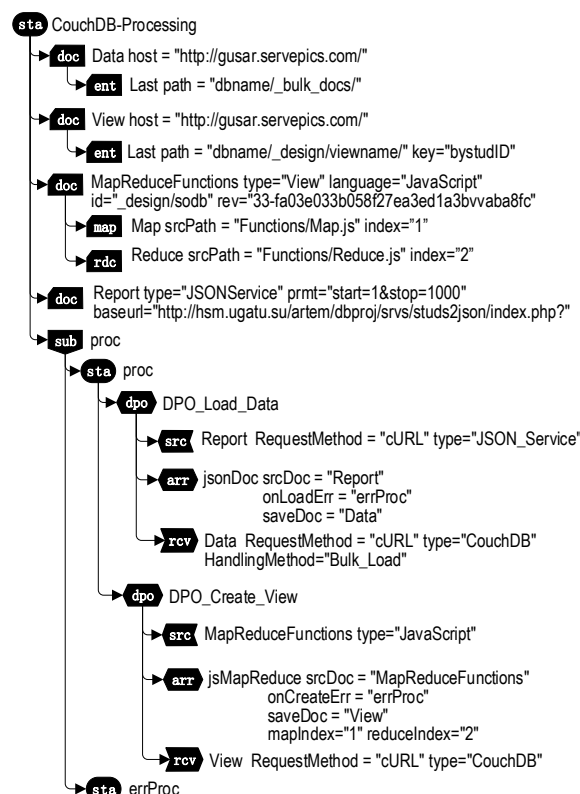 sta CouchDB-Processing
doc Data host = "http://gusar.servepics.com/"
ent Last path = "dbname/_bulk_docs/"
doc View host = "http://gusar.servepics.com/"
ent Last path = "dbname/_design/viewname/" key="bystudID"
doc MapReduceFunctions type="View" language="JavaScript"
id="_design/sodb" rev="33-fa03e033b058f27ea3ed1a3bvvaba8fc"
map Map srcPath = "Functions/Map.js" index=”1”
rdc Reduce srcPath = "Functions/Reduce.js" index=”2”
doc Report type="JSONService" prmt="start=1&stop=1000"
baseurl="http://hsm.ugatu.su/artem/dbproj/srvs/studs2json/index.php?"
sub proc
sta proc
dpo DPO_Load_Data
src Report RequestMethod = "cURL" type="JSON_Service"
arr jsonDoc srcDoc = "Report"
onLoadErr = "errProc"
saveDoc = "Data"
rcv Data RequestMethod = "cURL" type="CouchDB"
HandlingMethod="Bulk_Load"
dpo DPO_Create_View
src MapReduceFunctions type="JavaScript"
arr jsMapReduce srcDoc = "MapReduceFunctions"
onCreateErr = "errProc"
saveDoc = "View"
mapIndex="1" reduceIndex="2"
rcv View RequestMethod = "cURL" type="CouchDB"
sta errProc